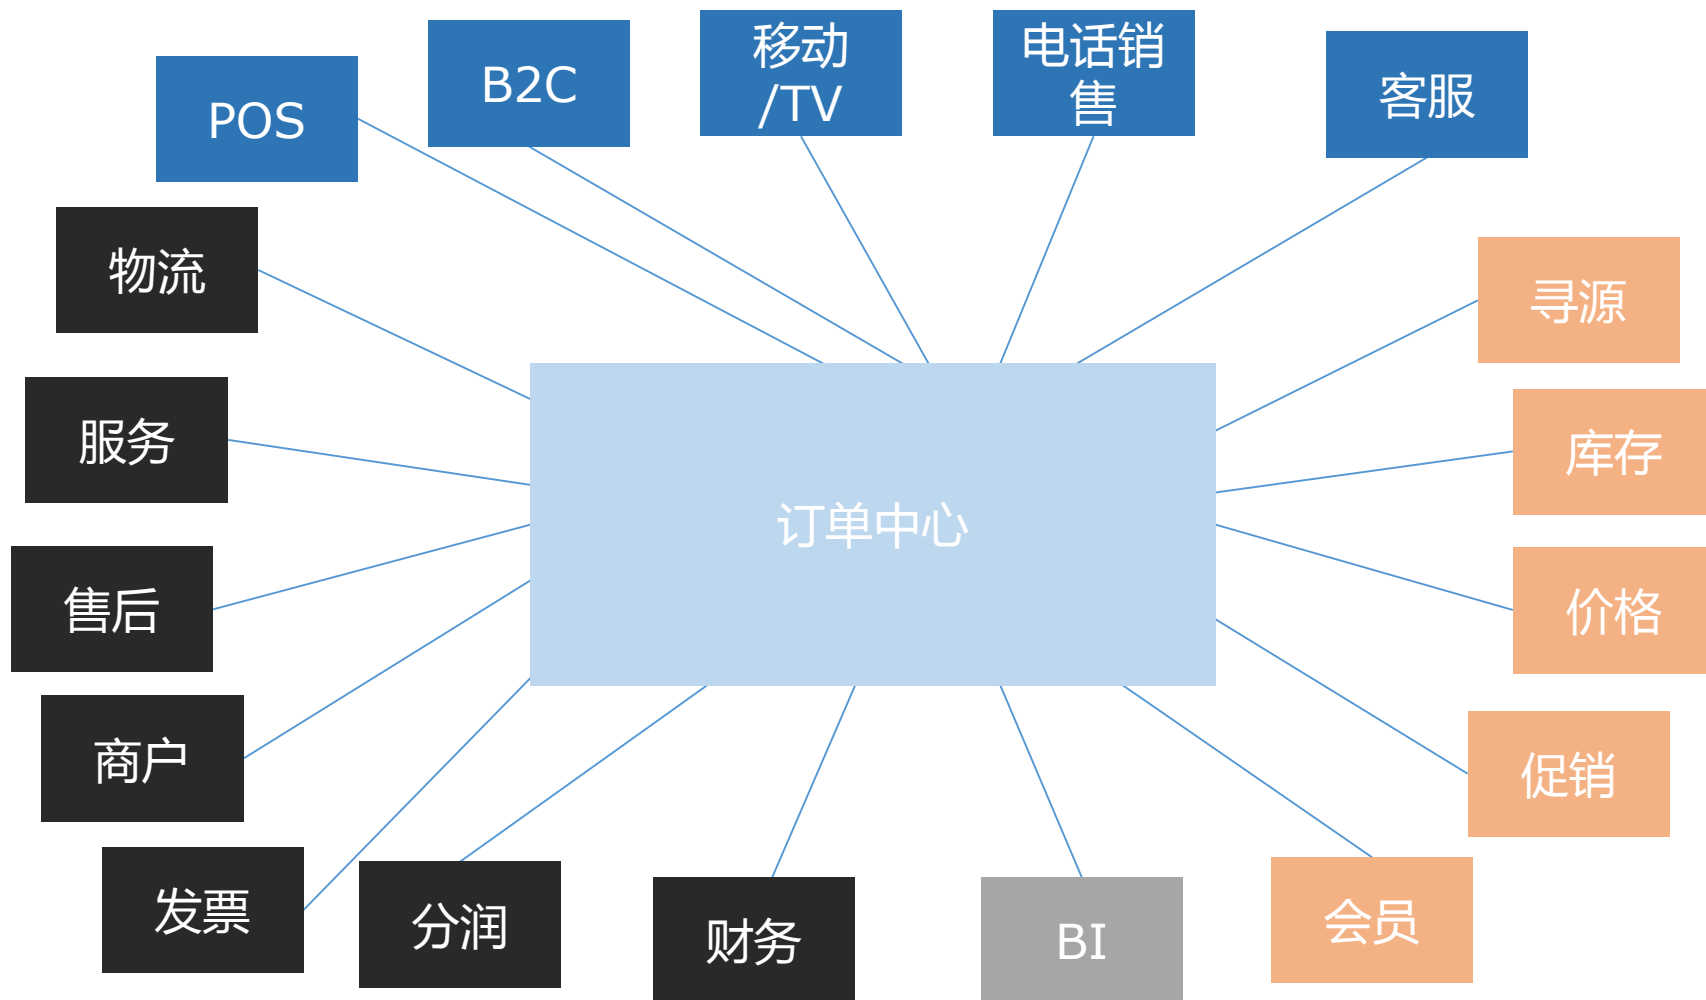 POS
B2C
移动
/TV
电话销
售
客服
物流
寻源
服务
库存
订单中心
售后
价格
商户
促销
发票
分润
财务
BI
会员